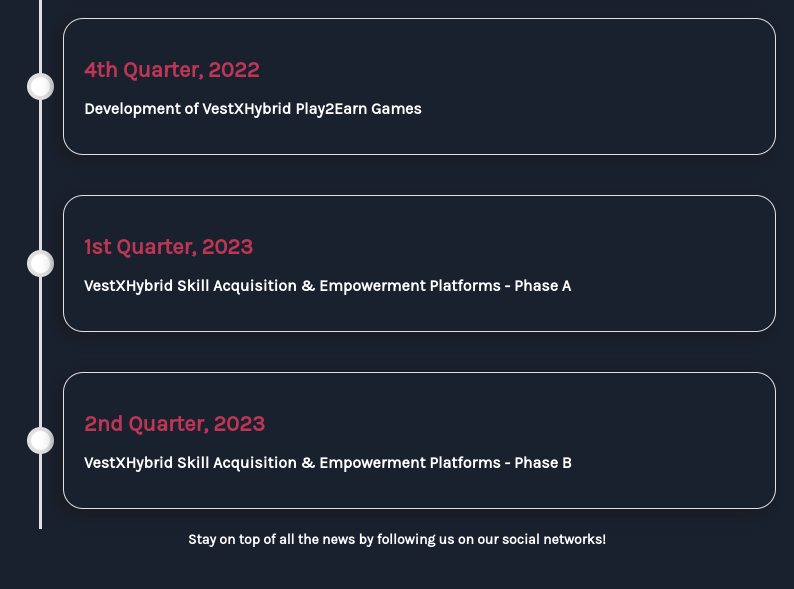 4th Quarter, 2022
Development of VestXHybrid Play2Earn Games
1st Quarter, 2023
VestXHybrid Skill Acquisition & Empowerment Platforms - Phase A
2nd Quarter, 2023
VestXHybrid Skill Acquisition & Empowerment Platforms - Phase B
Stay on top of all the news by following us on our social networks!